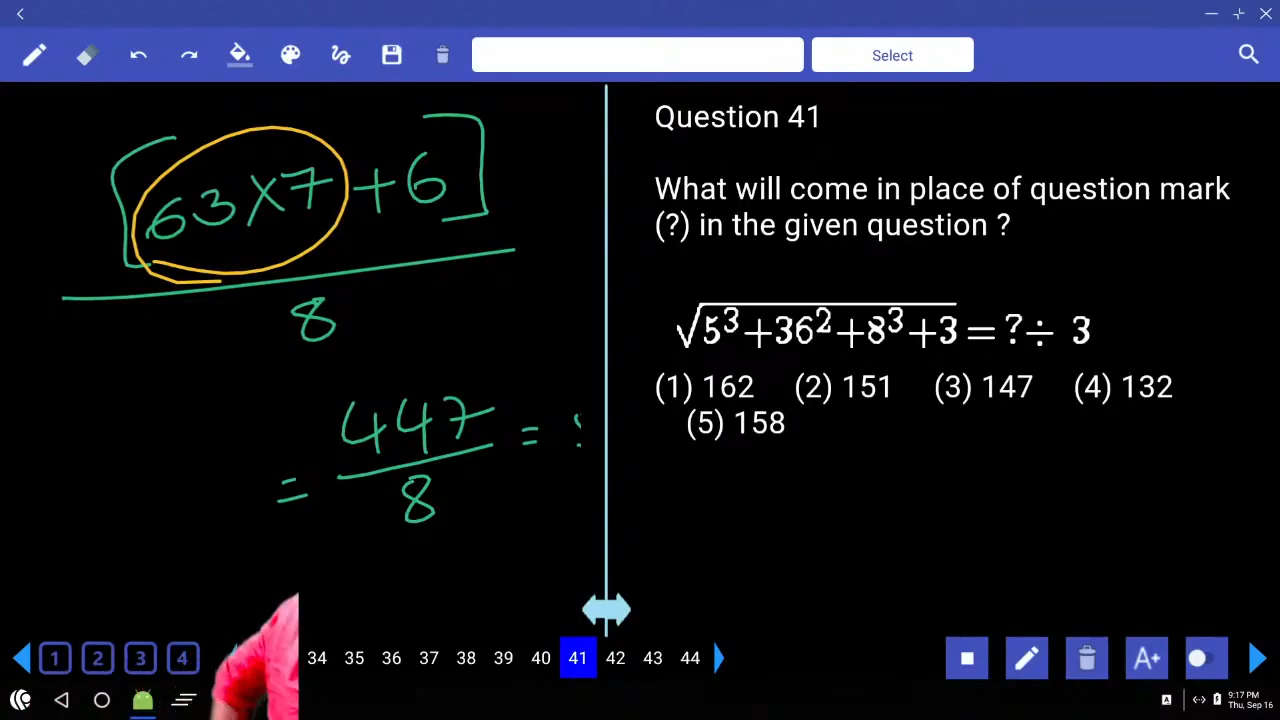 Select
[63×7+6]
8
= 447 =
8
Question 41
What will come in place of question mark
(?) in the given question ?
√5³+36²+8³+3 = ? ÷ 3
(1) 162 (2) 151 (3) 147 (4) 132
(5) 158
1 2 3 4 34 35 36 37 38 39 40 41 42 43 44 A+
A 9:17 PM
Thu, Sep 16